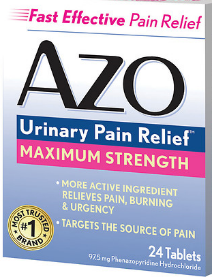 Fast Effective Pain Relief
AZO
Urinary Pain Relief™
MAXIMUM STRENGTH
• MORE ACTIVE INGREDIENT
RELIEVES PAIN, BURNING
& URGENCY
• TARGETS THE SOURCE OF PAIN
MOST TRUSTED
#1
BRAND
24 Tablets
97.5 mg Phenazopyridine Hydrochloride